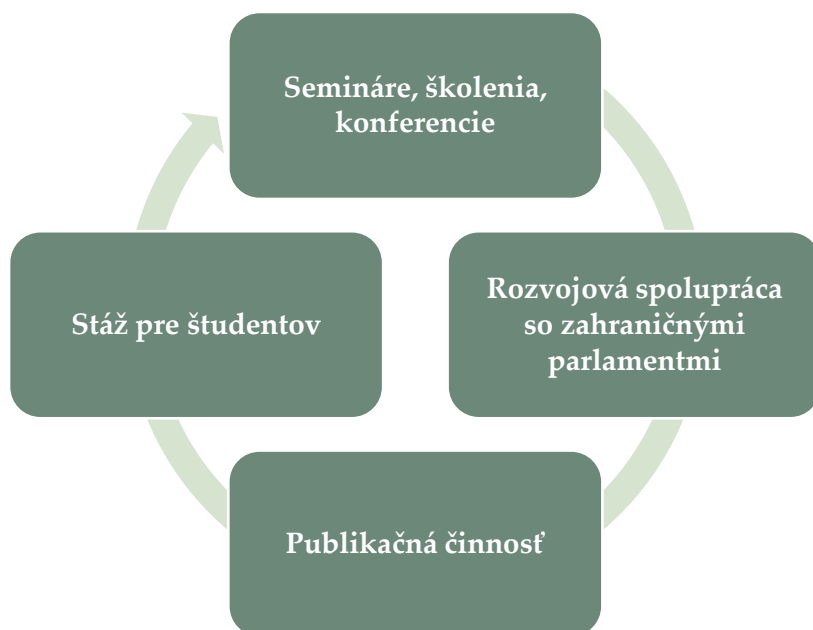 Semináre, školenia,
konferencie
Rozvojová spolupráca
so zahraničnými
parlamentmi
Publikačná činnosť
Stáž pre študentov